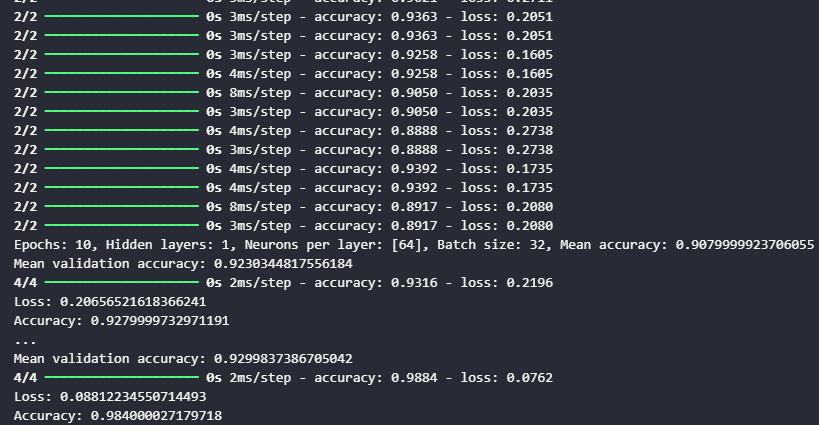 2/2 ━━━━━━━━━━━━━━━━━━━━ 0s 3ms/step - accuracy: 0.9363 - loss: 0.2051
2/2 ━━━━━━━━━━━━━━━━━━━━ 0s 3ms/step - accuracy: 0.9363 - loss: 0.2051
2/2 ━━━━━━━━━━━━━━━━━━━━ 0s 3ms/step - accuracy: 0.9258 - loss: 0.1605
2/2 ━━━━━━━━━━━━━━━━━━━━ 0s 4ms/step - accuracy: 0.9258 - loss: 0.1605
2/2 ━━━━━━━━━━━━━━━━━━━━ 0s 8ms/step - accuracy: 0.9050 - loss: 0.2035
2/2 ━━━━━━━━━━━━━━━━━━━━ 0s 3ms/step - accuracy: 0.9050 - loss: 0.2035
2/2 ━━━━━━━━━━━━━━━━━━━━ 0s 4ms/step - accuracy: 0.8888 - loss: 0.2738
2/2 ━━━━━━━━━━━━━━━━━━━━ 0s 3ms/step - accuracy: 0.8888 - loss: 0.2738
2/2 ━━━━━━━━━━━━━━━━━━━━ 0s 4ms/step - accuracy: 0.9392 - loss: 0.1735
2/2 ━━━━━━━━━━━━━━━━━━━━ 0s 4ms/step - accuracy: 0.9392 - loss: 0.1735
2/2 ━━━━━━━━━━━━━━━━━━━━ 0s 8ms/step - accuracy: 0.8917 - loss: 0.2080
2/2 ━━━━━━━━━━━━━━━━━━━━ 0s 3ms/step - accuracy: 0.8917 - loss: 0.2080
Epochs: 10, Hidden layers: 1, Neurons per layer: [64], Batch size: 32, Mean accuracy: 0.9079999923706055
Mean validation accuracy: 0.9230344817556184
4/4 ━━━━━━━━━━━━━━━━━━━━ 0s 2ms/step - accuracy: 0.9316 - loss: 0.2196
Loss: 0.20656521618366241
Accuracy: 0.9279999732971191
...
Mean validation accuracy: 0.9299837386705042
4/4 ━━━━━━━━━━━━━━━━━━━━ 0s 2ms/step - accuracy: 0.9884 - loss: 0.0762
Loss: 0.08812234550714493
Accuracy: 0.984000027179718